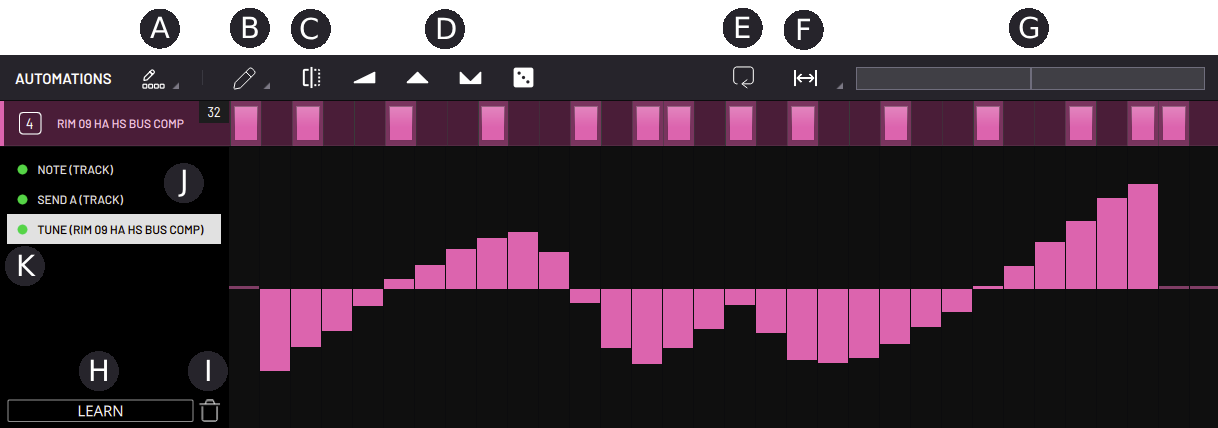 A B C D E F G
AUTOMATIONS
4 RIM 09 HA HS BUS COMP 32
NOTE (TRACK)
J
SEND A (TRACK)
TUNE (RIM 09 HA HS BUS COMP)
K
H I
LEARN